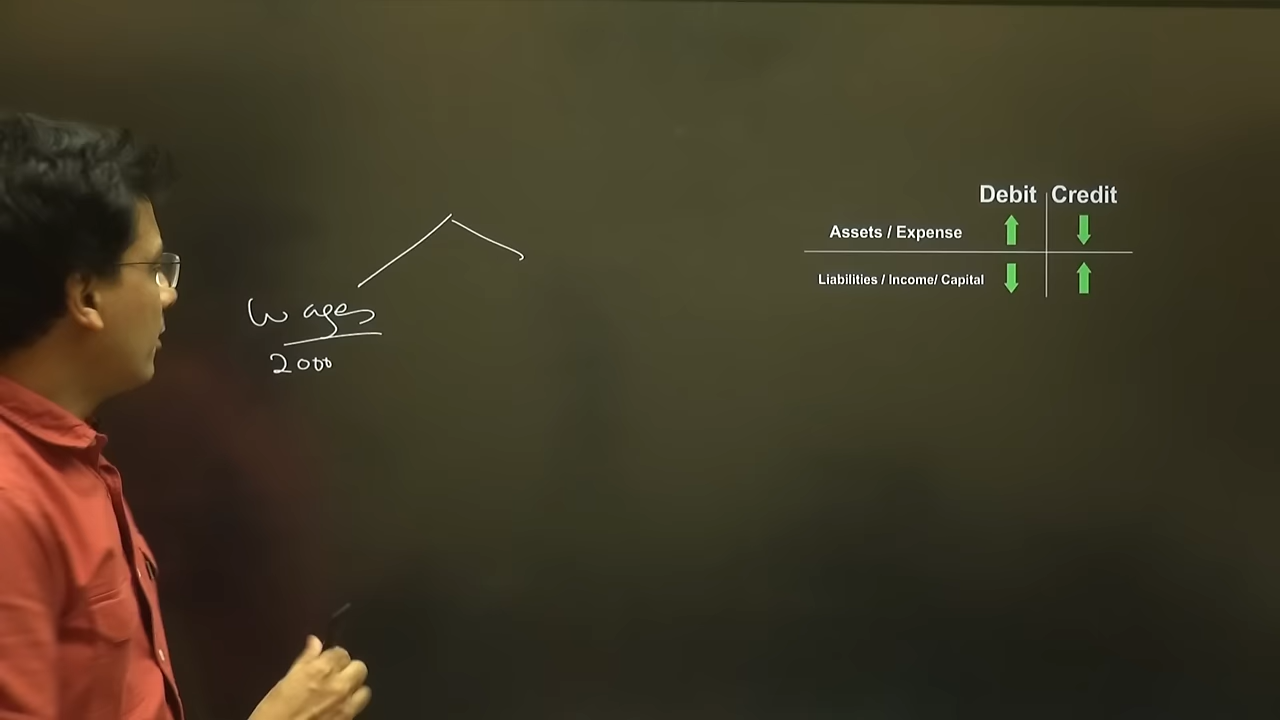 Wages
2000
Debit Credit
Assets / Expense
Liabilities / Income/ Capital